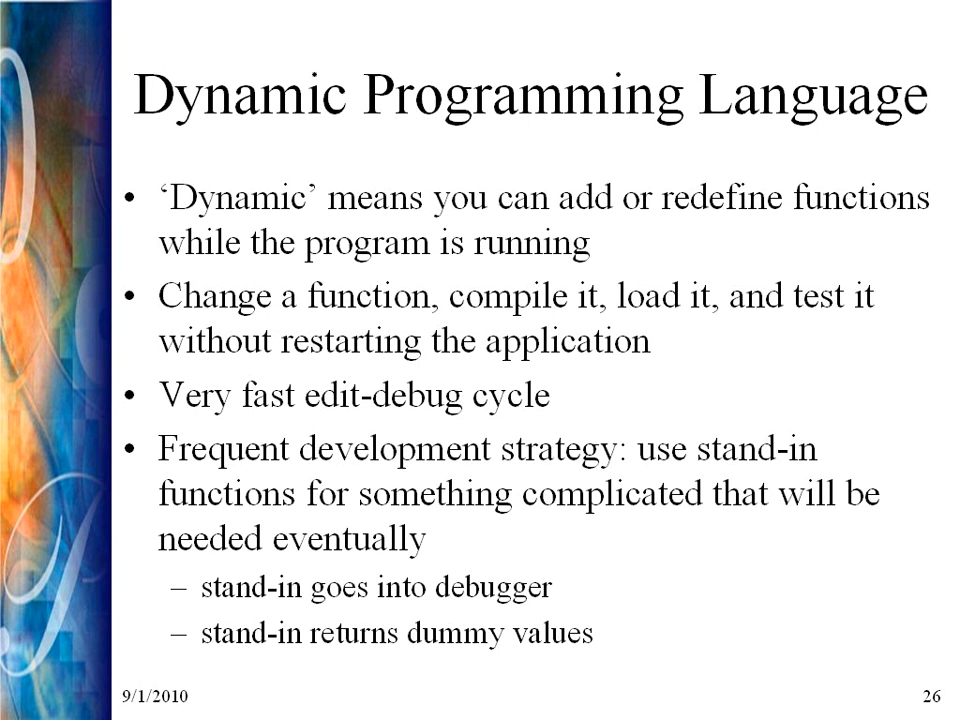 Dynamic Programming Language
• ‘Dynamic’ means you can add or redefine functions
while the program is running
• Change a function, compile it, load it, and test it
without restarting the application
• Very fast edit-debug cycle
• Frequent development strategy: use stand-in
functions for something complicated that will be
needed eventually
– stand-in goes into debugger
– stand-in returns dummy values
9/1/2010
26